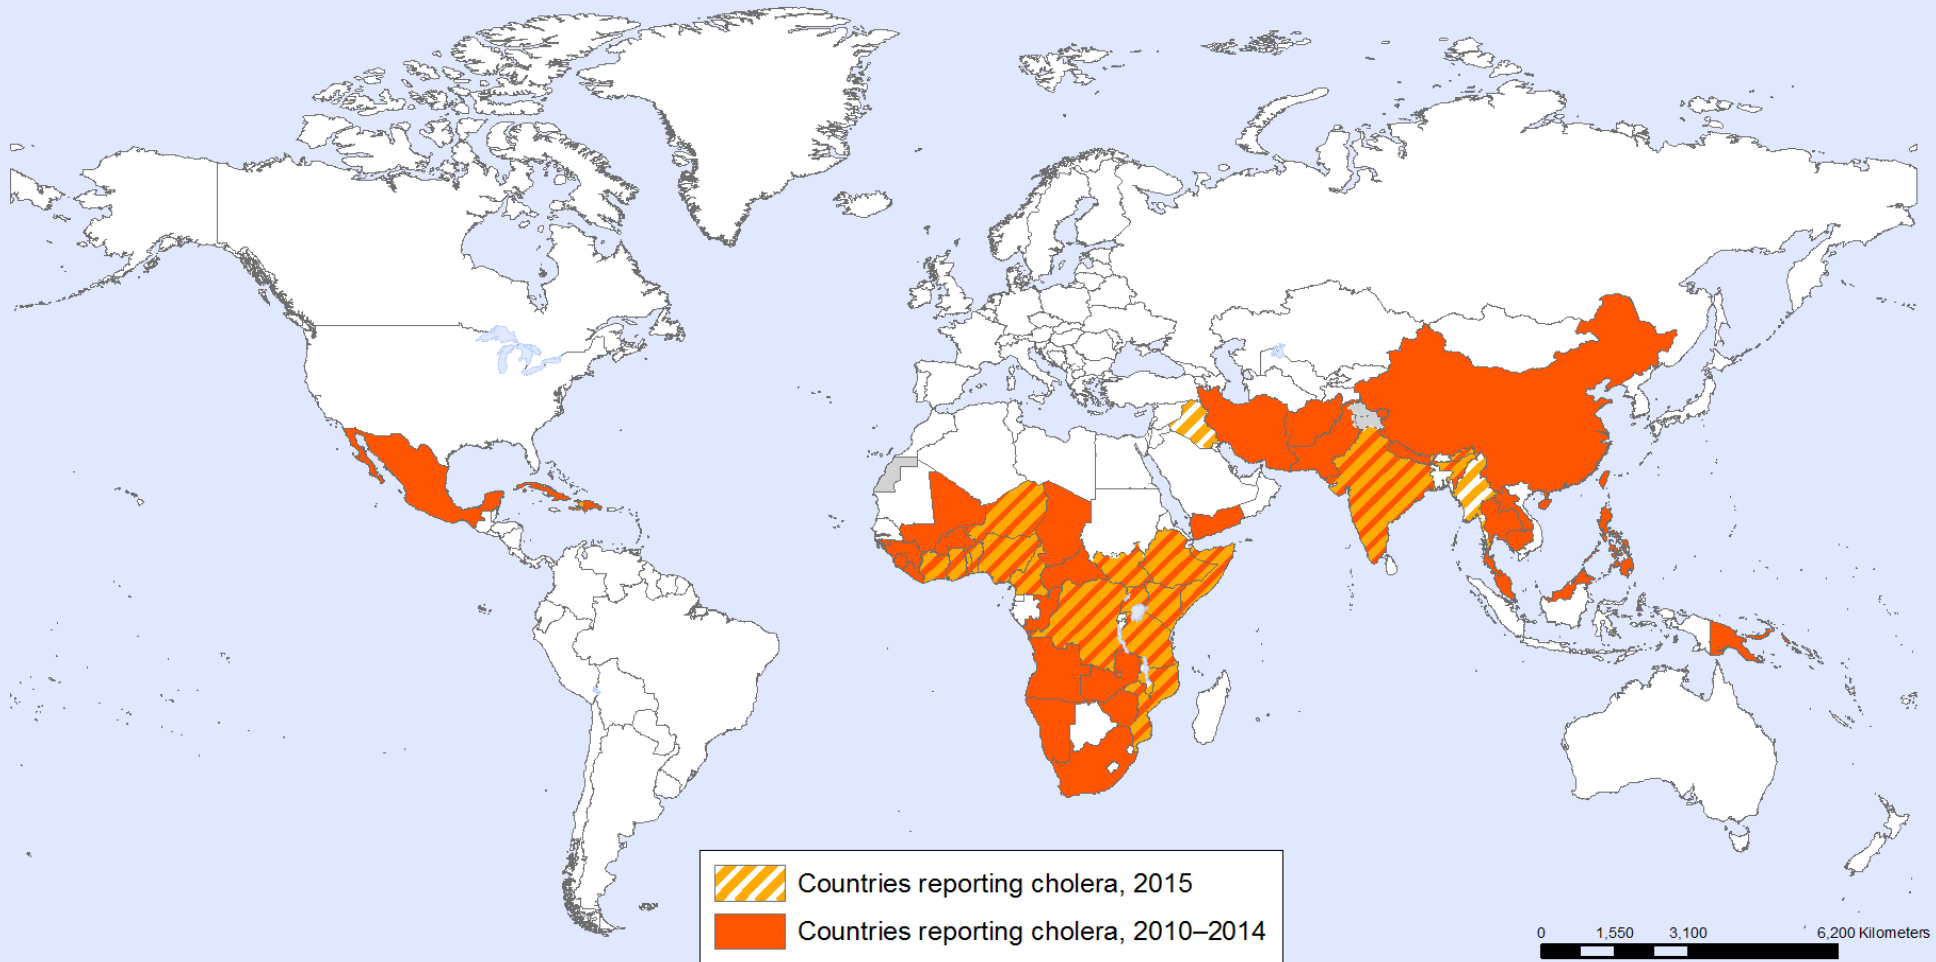 Countries reporting cholera, 2015
Countries reporting cholera, 2010–2014
0 1,550 3,100 6,200 Kilometers